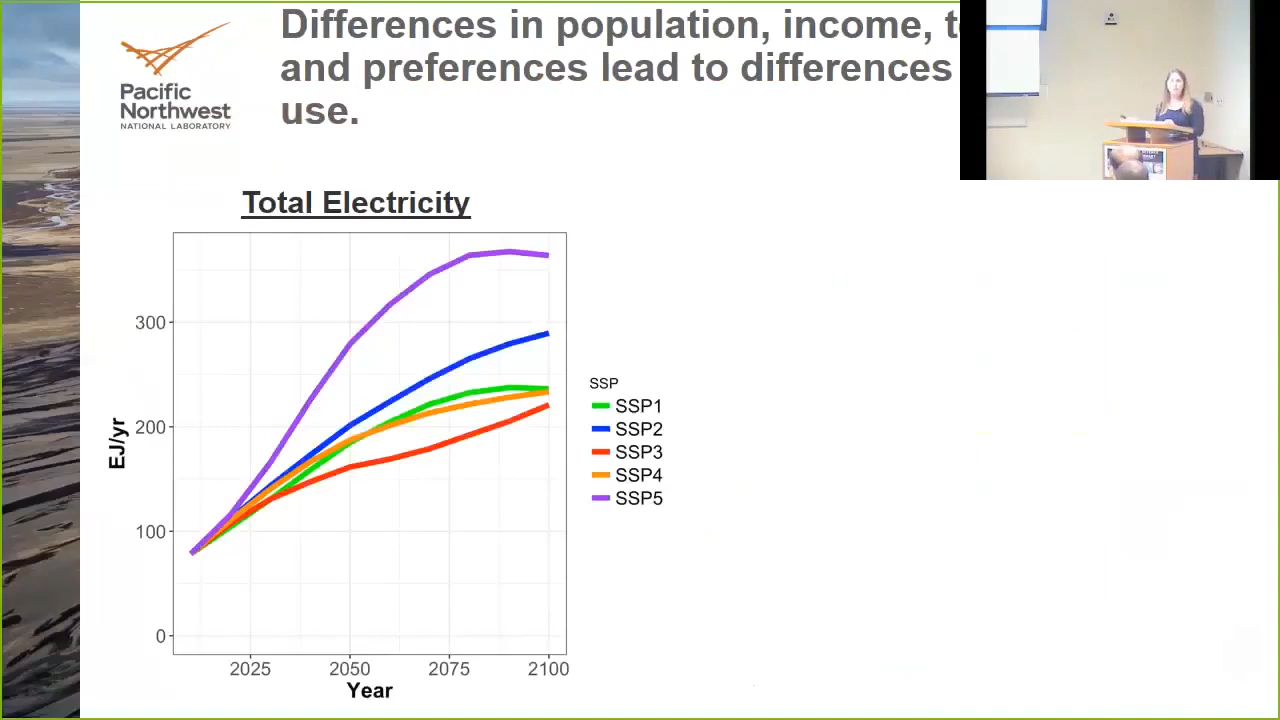 Differences in population, income,
and preferences lead to differences
use.
Pacific
Northwest
NATIONAL LABORATORY
Total Electricity
EJ/yr
300
200
100
0
2025
2050
2075
2100
Year
SSP
SSP1
SSP2
SSP3
SSP4
SSP5